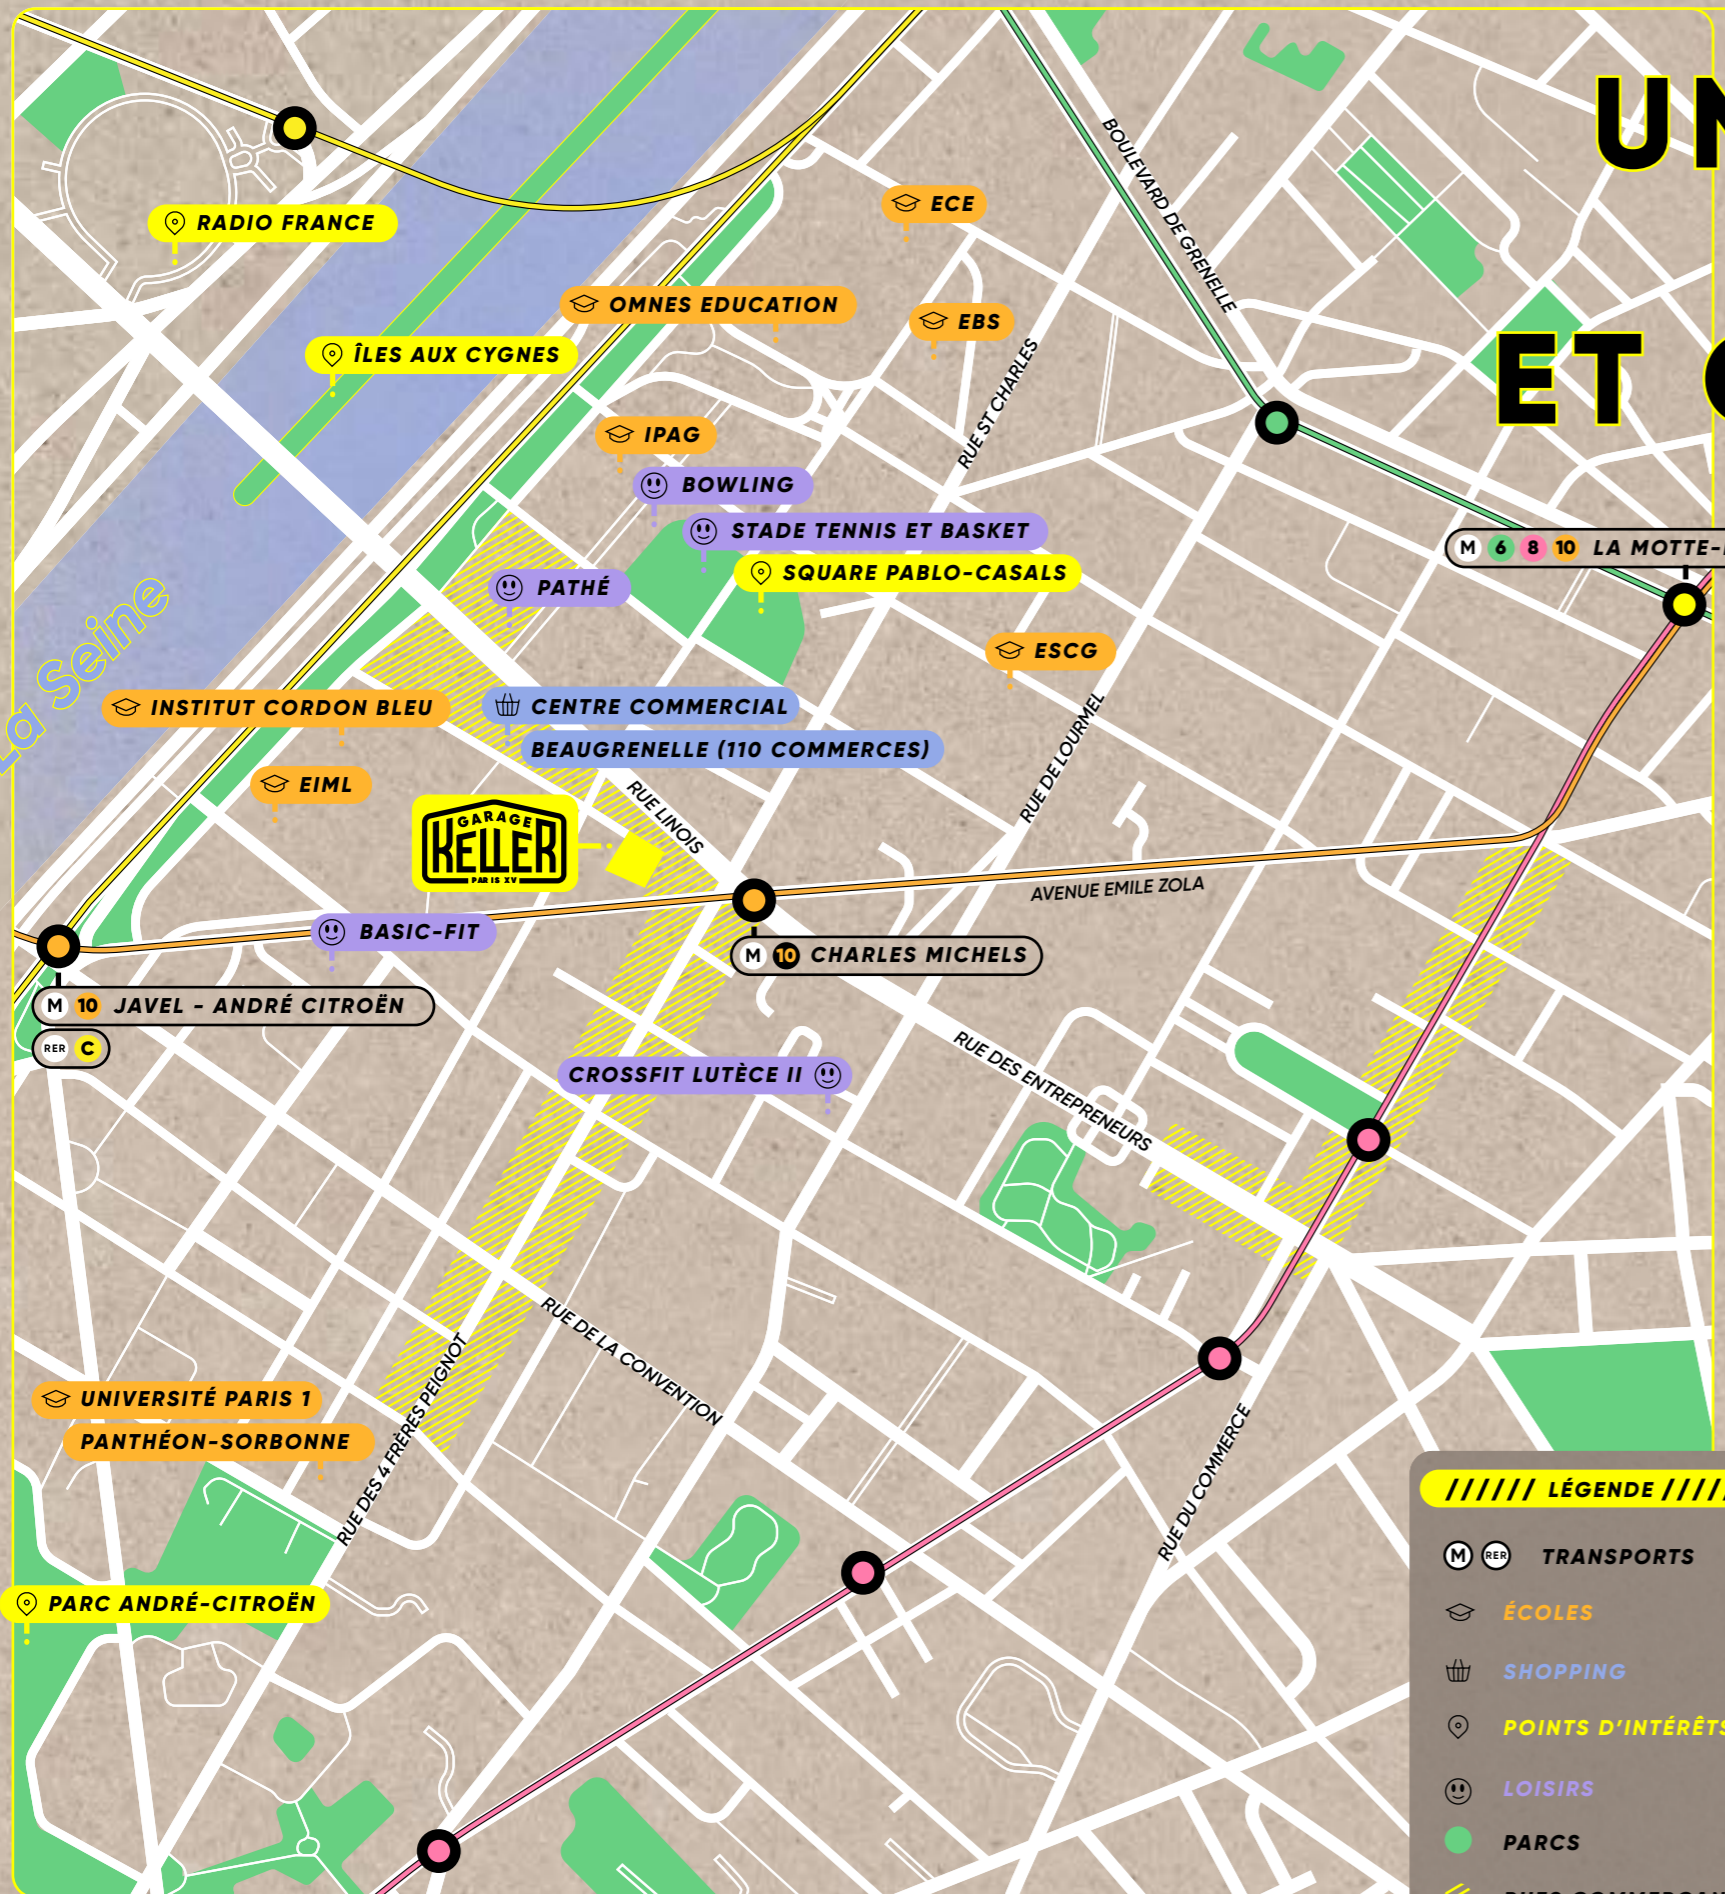 UN
ECE
RADIO FRANCE
BOULEVARD DE GRENELLE
OMNES EDUCATION
EBS
ÎLES AUX CYGNES
ET
RUE ST CHARLES
IPAG
BOWLING
STADE TENNIS ET BASKET
M 6 8 10 LA MOTTE-
SQUARE PABLO-CASALS
PATHÉ
La Seine
ESCG
INSTITUT CORDON BLEU
CENTRE COMMERCIAL
BEAUGRENELLE (110 COMMERCES)
RUE DE LOURMEL
EIML
RUE LINOIS
GARAGE
KELLER
PARIS XV
AVENUE EMILE ZOLA
BASIC-FIT
M 10 CHARLES MICHELS
M 10 JAVEL - ANDRÉ CITROËN
RER C
CROSSFIT LUTÈCE II
RUE DES ENTREPRENEURS
RUE DE LA CONVENTION
UNIVERSITÉ PARIS 1
PANTHÉON-SORBONNE
RUE DES 4 FRÈRES PEIGNOT
RUE DU COMMERCE
PARC ANDRÉ-CITROËN
////// LÉGENDE /////
M RER TRANSPORTS
ÉCOLES
SHOPPING
POINTS D'INTÉRÊTS
LOISIRS
PARCS